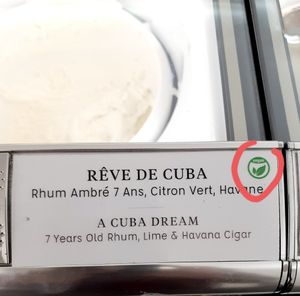 vegan
RÊVE DE CUBA
Rhum Ambré 7 Ans, Citron Vert, Havane
A CUBA DREAM
7 Years Old Rhum, Lime & Havana Cigar